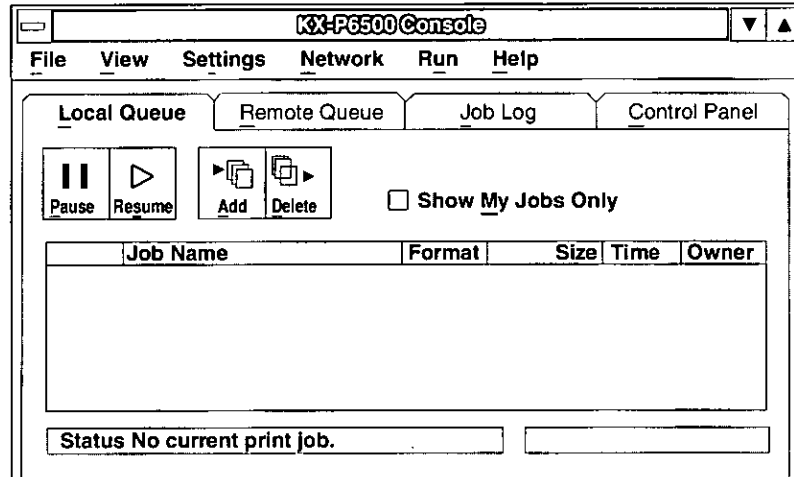 KX-P6500 Console
File View Settings Network Run Help
Local Queue Remote Queue Job Log Control Panel
Pause Resume Add Delete Show My Jobs Only
Job Name Format Size Time Owner
Status No current print job.